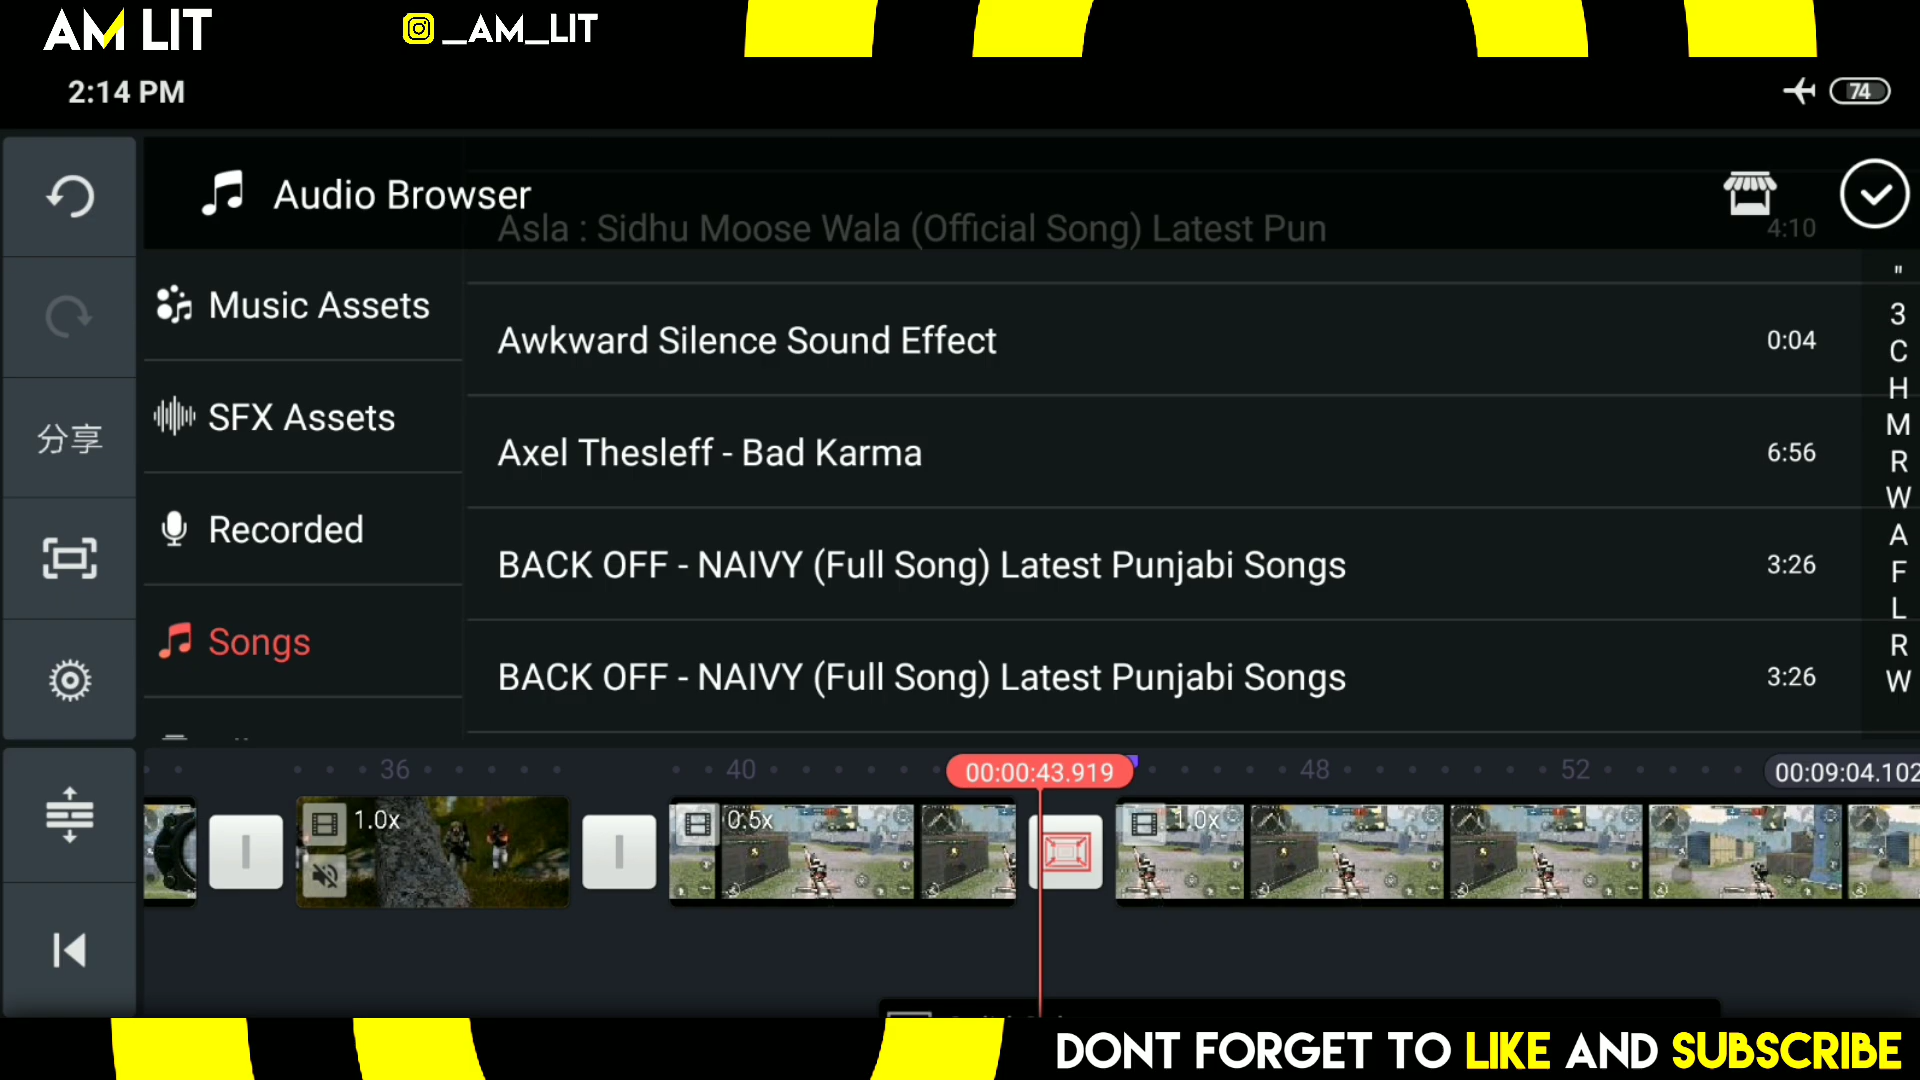 AM LIT
_AM_LIT
2:14 PM
74
Audio Browser
Asla : Sidhu Moose Wala (Official Song) Latest Pun
4:10
Music Assets
Awkward Silence Sound Effect
0:04
SFX Assets
Axel Thesleff - Bad Karma
6:56
分享
Recorded
BACK OFF - NAIVY (Full Song) Latest Punjabi Songs
3:26
Songs
BACK OFF - NAIVY (Full Song) Latest Punjabi Songs
3:26
"
3
C
H
M
R
W
A
F
L
R
W
36
40
00:00:43.919
48
52
00:09:04.102
1.0x
0.5x
1.0x
DONT FORGET TO LIKE AND SUBSCRIBE